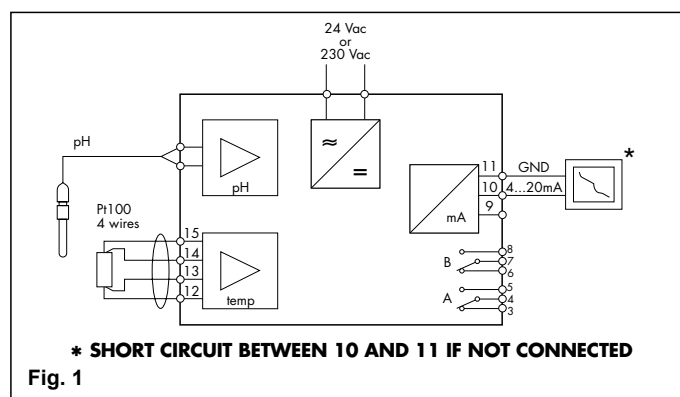 24 Vac
or
230 Vac
pH
pH
≈
=
11
GND
*
10
4...20mA
9
mA
Pt100
4 wires
15
14
13
12
temp
8
7
6
B
5
4
3
A
* SHORT CIRCUIT BETWEEN 10 AND 11 IF NOT CONNECTED
Fig. 1